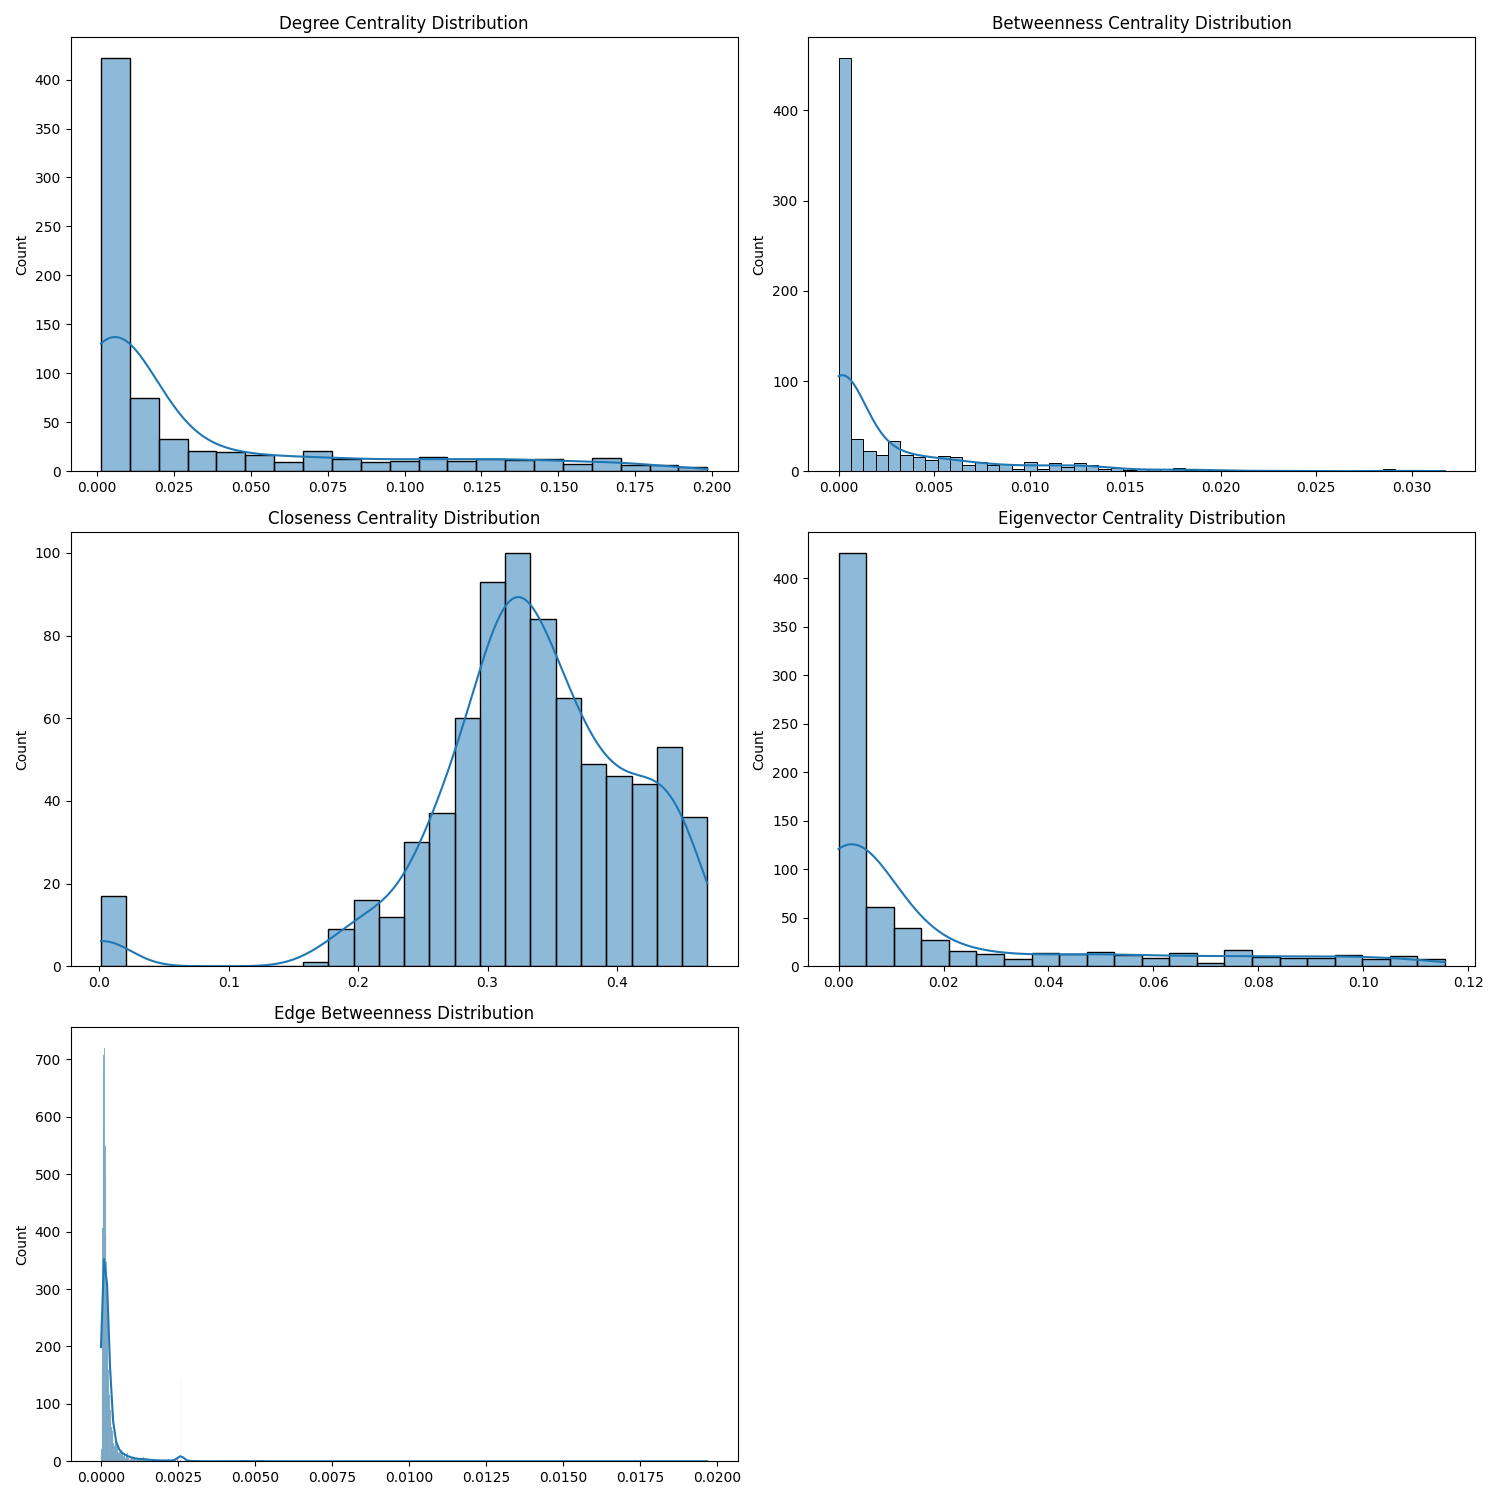 Degree Centrality Distribution
Count
400
350
300
250
200
150
100
50
0
0.000 0.025 0.050 0.075 0.100 0.125 0.150 0.175 0.200
Betweenness Centrality Distribution
Count
400
300
200
100
0
0.000 0.005 0.010 0.015 0.020 0.025 0.030
Closeness Centrality Distribution
Count
100
80
60
40
20
0
0.0 0.1 0.2 0.3 0.4
Eigenvector Centrality Distribution
Count
400
350
300
250
200
150
100
50
0
0.00 0.02 0.04 0.06 0.08 0.10 0.12
Edge Betweenness Distribution
Count
700
600
500
400
300
200
100
0
0.0000 0.0025 0.0050 0.0075 0.0100 0.0125 0.0150 0.0175 0.0200